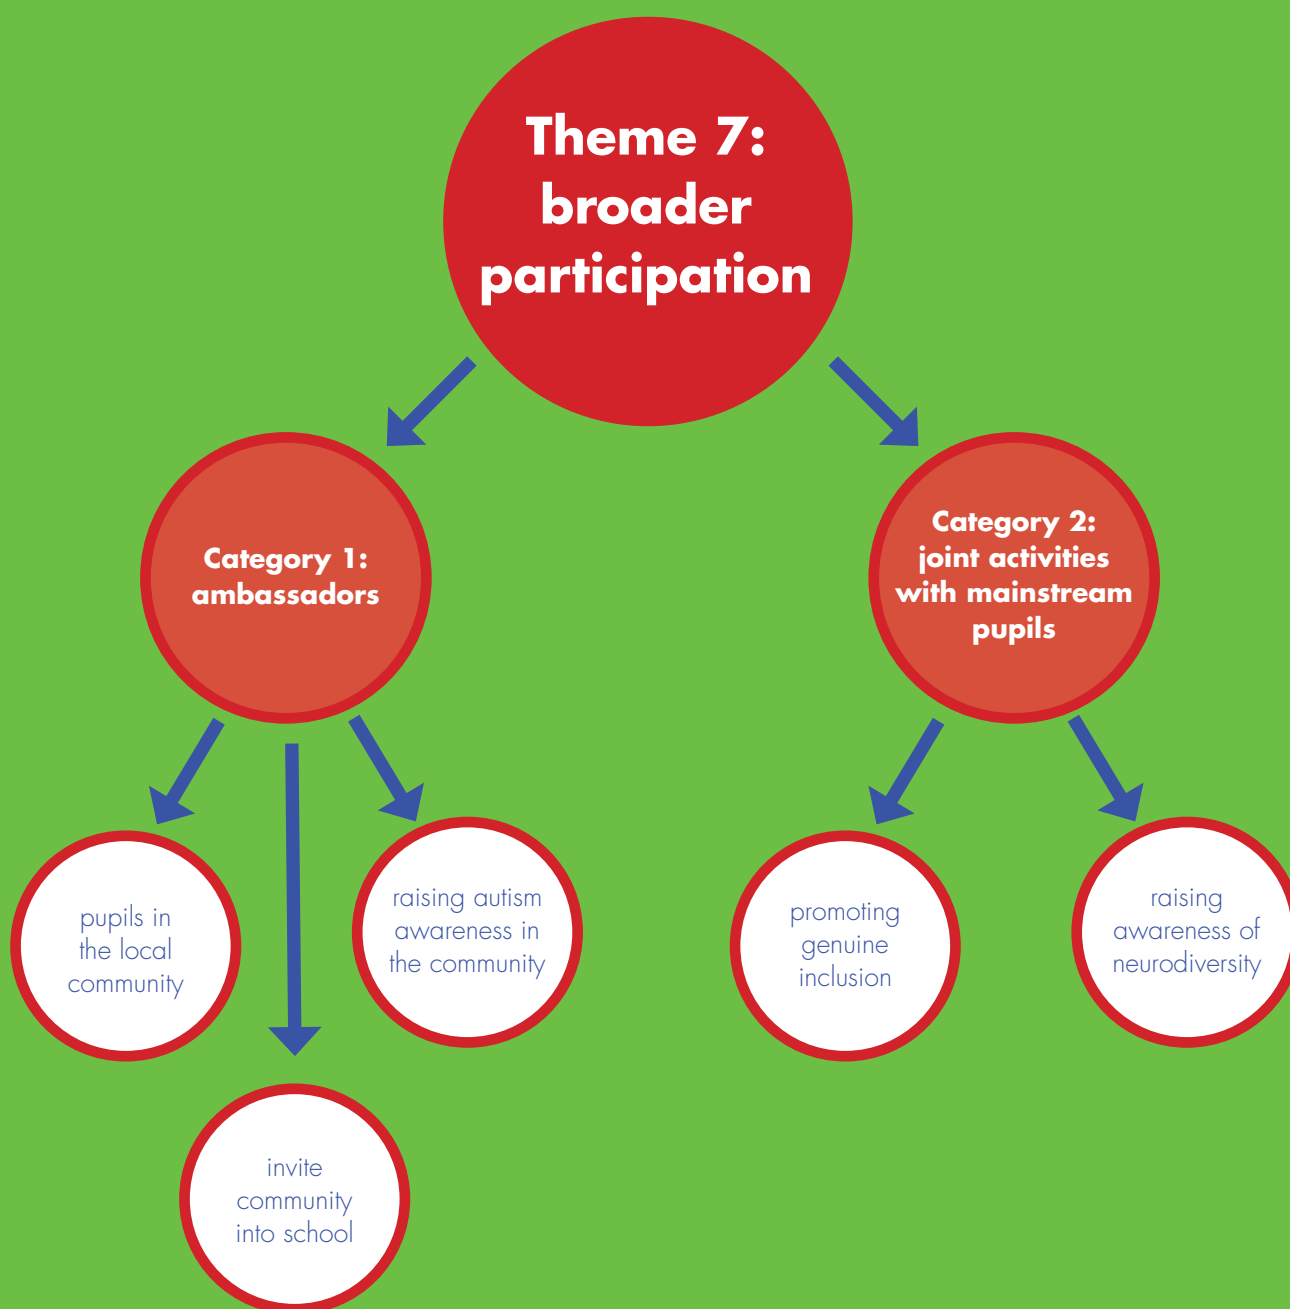 Theme 7:
broader
participation
Category 1:
ambassadors
Category 2:
joint activities
with mainstream
pupils
pupils in
the local
community
raising autism
awareness in
the community
promoting
genuine
inclusion
raising
awareness of
neurodiversity
invite
community
into school